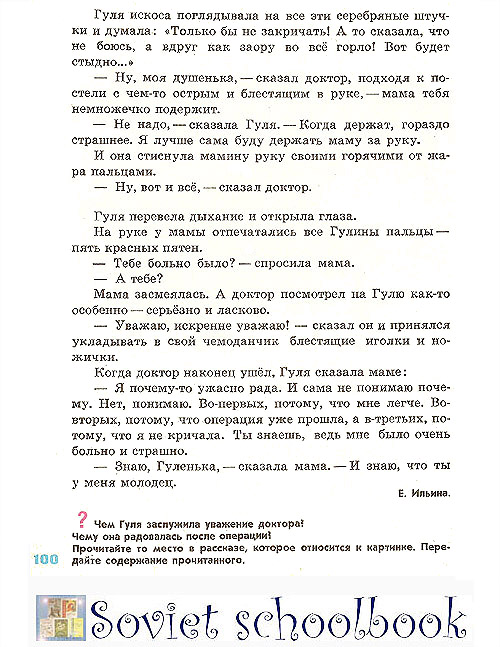 Гуля искоса поглядывала на все эти серебряные штуч-
ки и думала: «Только бы не закричать! А то сказала, что
не боюсь, а вдруг как заору во всё горло! Вот будет
стыдно...»
— Ну, моя душенька, — сказал доктор, подходя к по-
стели с чем-то острым и блестящим в руке, — мама тебя
немножечко подержит.
— Не надо, — сказала Гуля. — Когда держат, гораздо
страшнее. Я лучше сама буду держать маму за руку.
И она стиснула мамину руку своими горячими от жа-
ра пальцами.
— Ну, вот и всё, — сказал доктор.
Гуля перевела дыхание и открыла глаза.
На руке у мамы отпечатались все Гулины пальцы —
пять красных пятен.
— Тебе больно было? — спросила мама.
— А тебе?
Мама засмеялась. А доктор посмотрел на Гулю как-то
особенно — серьёзно и ласково.
— Уважаю, искренне уважаю! — сказал он и принялся
укладывать в свой чемоданчик блестящие иголки и но-
жички.
Когда доктор наконец ушёл, Гуля сказала маме:
— Я почему-то ужасно рада. И сама не понимаю поче-
му. Нет, понимаю. Во-первых, потому, что мне легче. Во-
вторых, потому, что операция уже прошла, а в-третьих, по-
тому, что я не кричала. Ты знаешь, ведь мне было очень
больно и страшно.
— Знаю, Гуленька, — сказала мама. — И знаю, что ты
у меня молодец.
Е. Ильина.
? Чем Гуля заслужила уважение доктора?
Чему она радовалась после операции?
Прочитайте то место в рассказе, которое относится к картинке. Пере-
дайте содержание прочитанного.
100
Soviet schoolbook